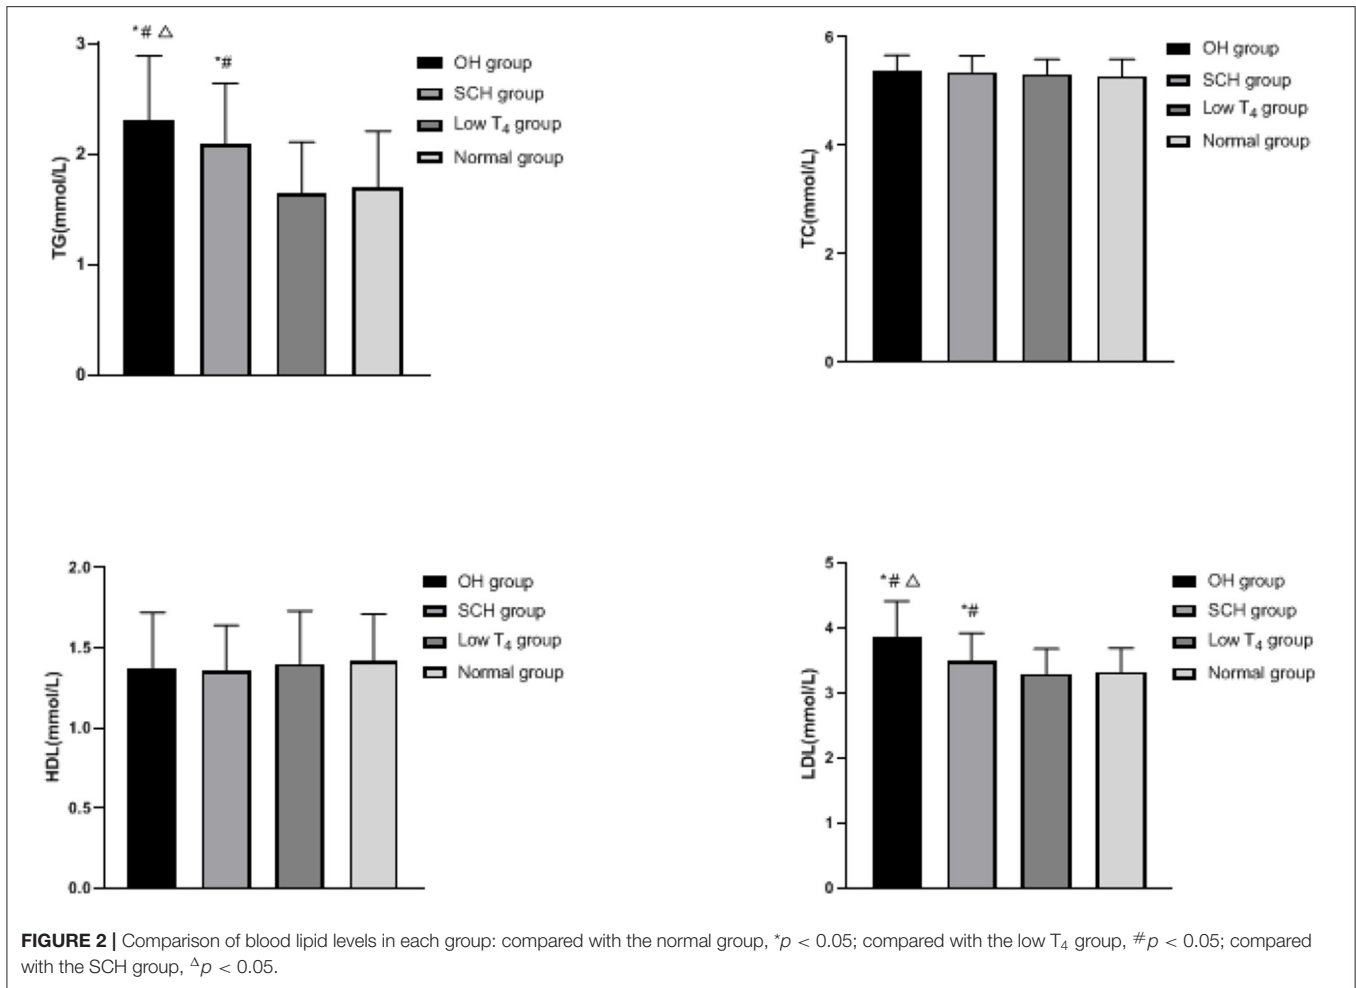 *# △
*#
3
2
1
0
TG(mmol/L)
OH group
SCH group
Low T₄ group
Normal group
6
4
2
0
TC(mmol/L)
OH group
SCH group
Low T₄ group
Normal group
2.0
1.5
1.0
0.5
0.0
HDL(mmol/L)
OH group
SCH group
Low T₄ group
Normal group
*# △
*#
5
4
3
2
1
0
LDL(mmol/L)
OH group
SCH group
Low T₄ group
Normal group
FIGURE 2 | Comparison of blood lipid levels in each group: compared with the normal group, *p < 0.05; compared with the low T₄ group, #p < 0.05; compared
with the SCH group, Δp < 0.05.